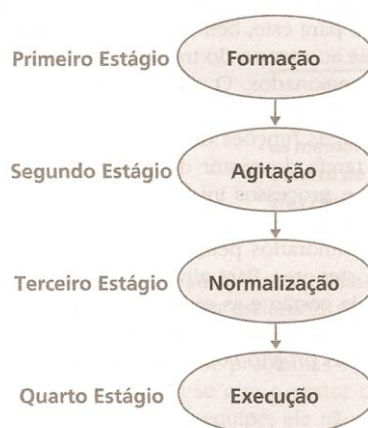 Primeiro Estágio Formação
Segundo Estágio Agitação
Terceiro Estágio Normalização
Quarto Estágio Execução